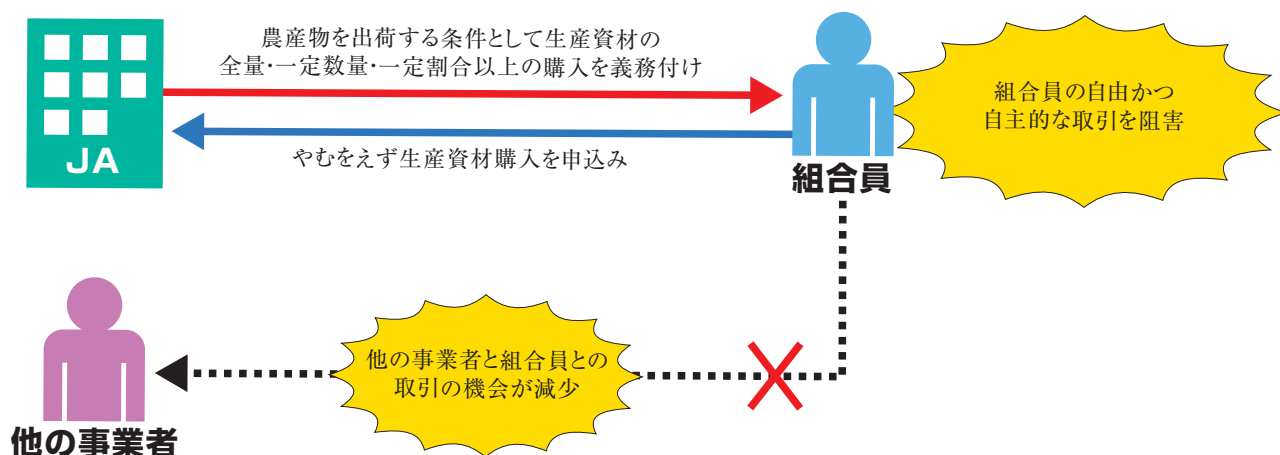 農産物を出荷する条件として生産資材の
全量・一定数量・一定割合以上の購入を義務付け
JA
やむをえず生産資材購入を申込み
組合員
組合員の自由かつ
自主的な取引を阻害
他の事業者と組合員との
取引の機会が減少
他の事業者